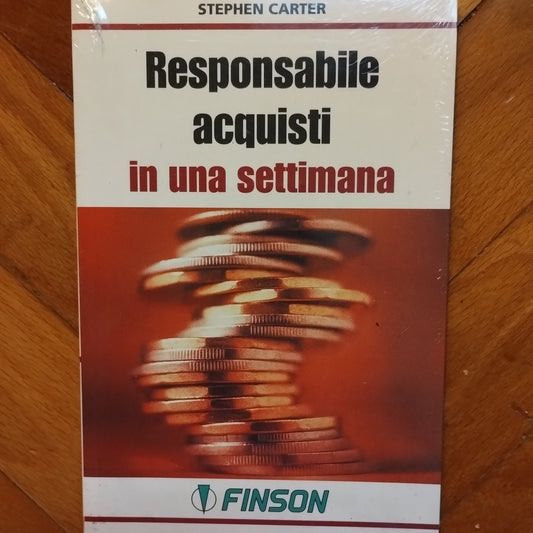 STEPHEN CARTER
Responsabile
acquisti
in una settimana
FINSON